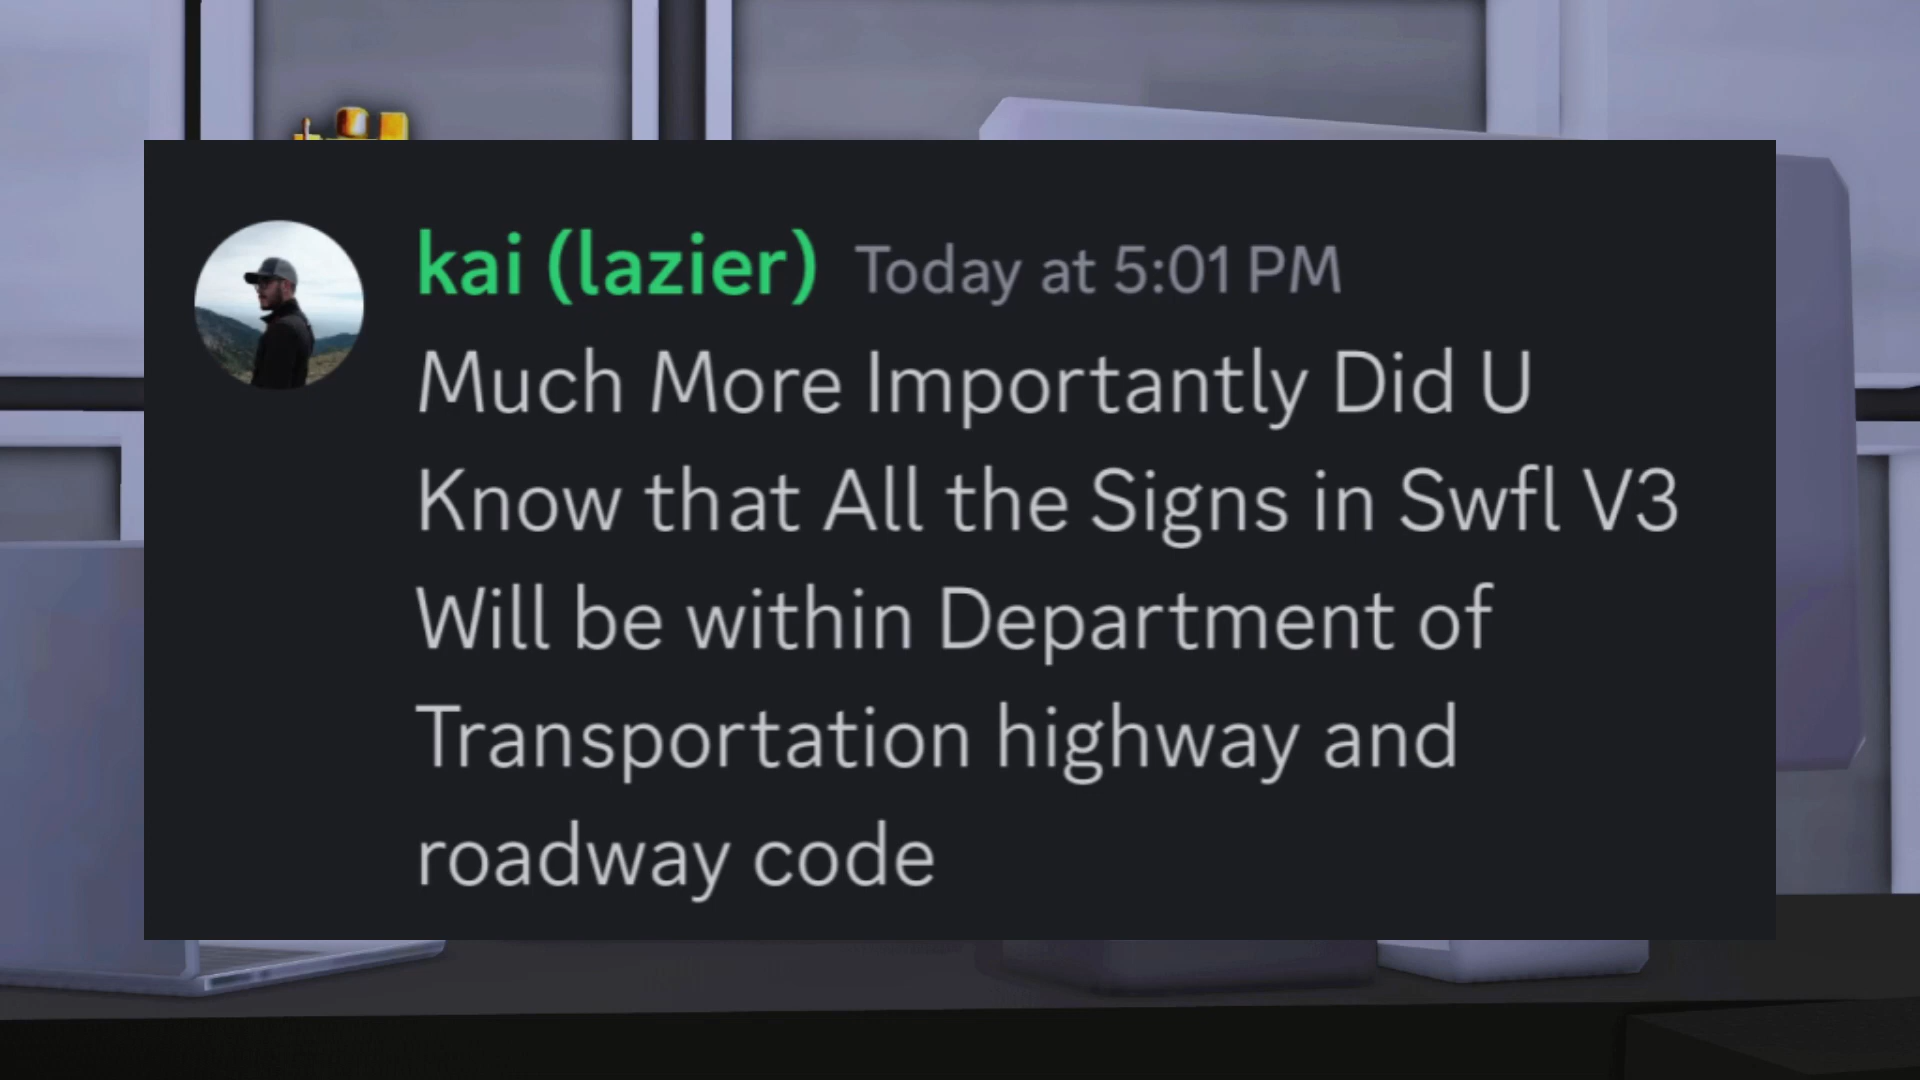 kai (lazier) Today at 5:01 PM
Much More Importantly Did U
Know that All the Signs in Swfl V3
Will be within Department of
Transportation highway and
roadway code